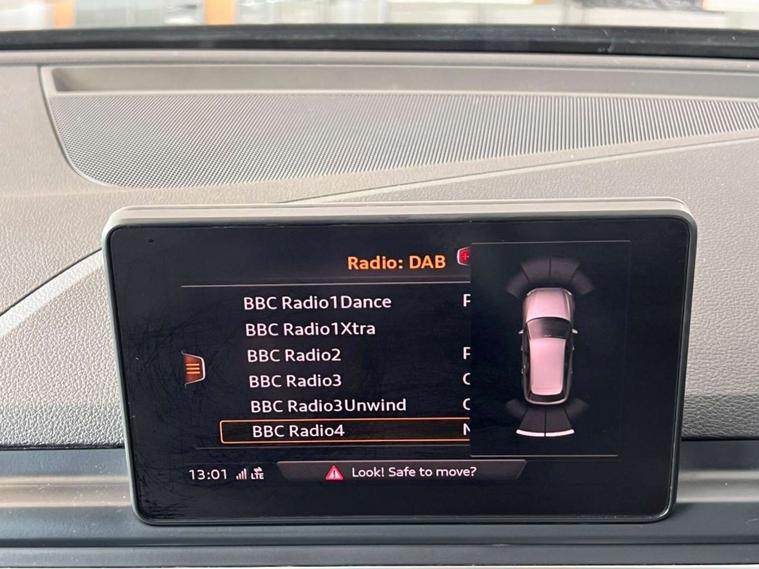 Radio: DAB
BBC Radio1Dance
BBC Radio1Xtra
BBC Radio2
BBC Radio3
BBC Radio3Unwind
BBC Radio4
13:01 LTE Look! Safe to move?